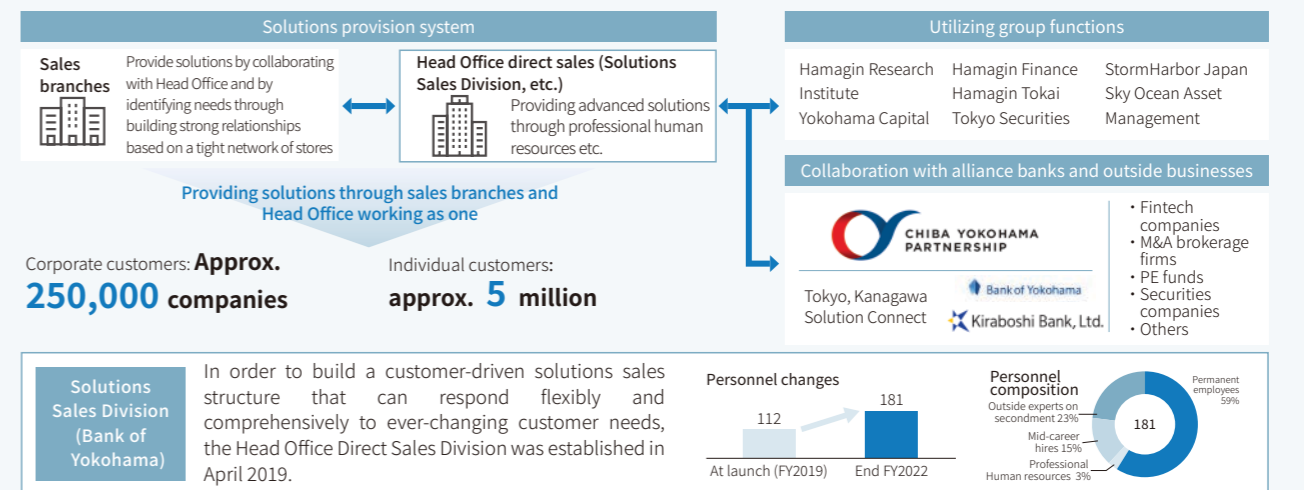 Solutions provision system
Sales
branches
Provide solutions by collaborating
with Head Office and by
identifying needs through
building strong relationships
based on a tight network of stores
Head Office direct sales (Solutions
Sales Division, etc.)
Providing advanced solutions
through professional human
resources etc.
Providing solutions through sales branches and
Head Office working as one
Corporate customers: Approx.
250,000 companies
Individual customers:
approx. 5 million
Utilizing group functions
Hamagin Research
Institute
Yokohama Capital
Hamagin Finance
Hamagin Tokai
Tokyo Securities
StormHarbor Japan
Sky Ocean Asset
Management
Collaboration with alliance banks and outside businesses
CHIBA YOKOHAMA
PARTNERSHIP
Tokyo, Kanagawa
Solution Connect
Bank of Yokohama
Kiraboshi Bank, Ltd.
・Fintech
companies
・M&A brokerage
firms
・PE funds
・Securities
companies
・Others
Solutions
Sales Division
(Bank of
Yokohama)
In order to build a customer-driven solutions sales
structure that can respond flexibly and
comprehensively to ever-changing customer needs,
the Head Office Direct Sales Division was established in
April 2019.
Personnel changes
112
181
At launch (FY2019)
End FY2022
Personnel
composition
Outside experts on
secondment 23%
Mid-career
hires 15%
Professional
Human resources 3%
181
Permanent
employees
59%